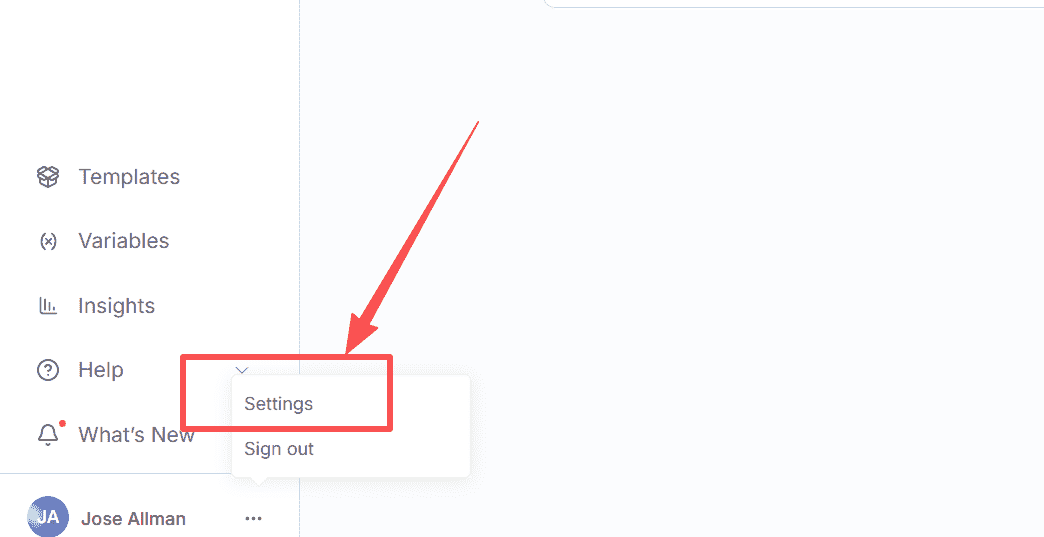 Templates
Variables
Insights
Help
Settings
What's New
Sign out
JA
Jose Allman